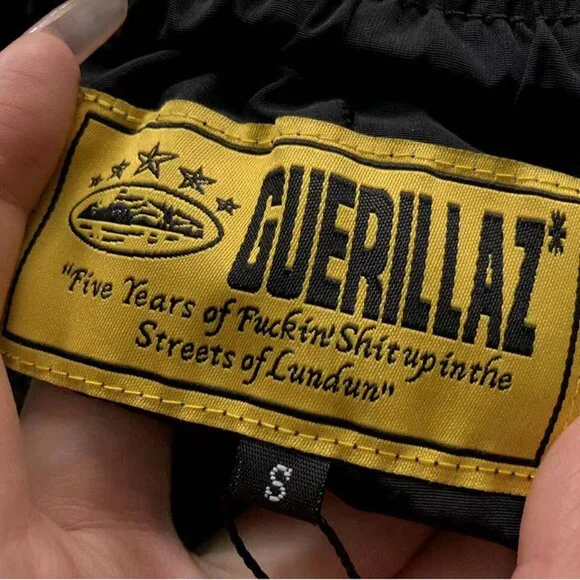 GUERILLAZ*
"Five Years of Fuckin' Shit up in the
Streets of Lundun"
S